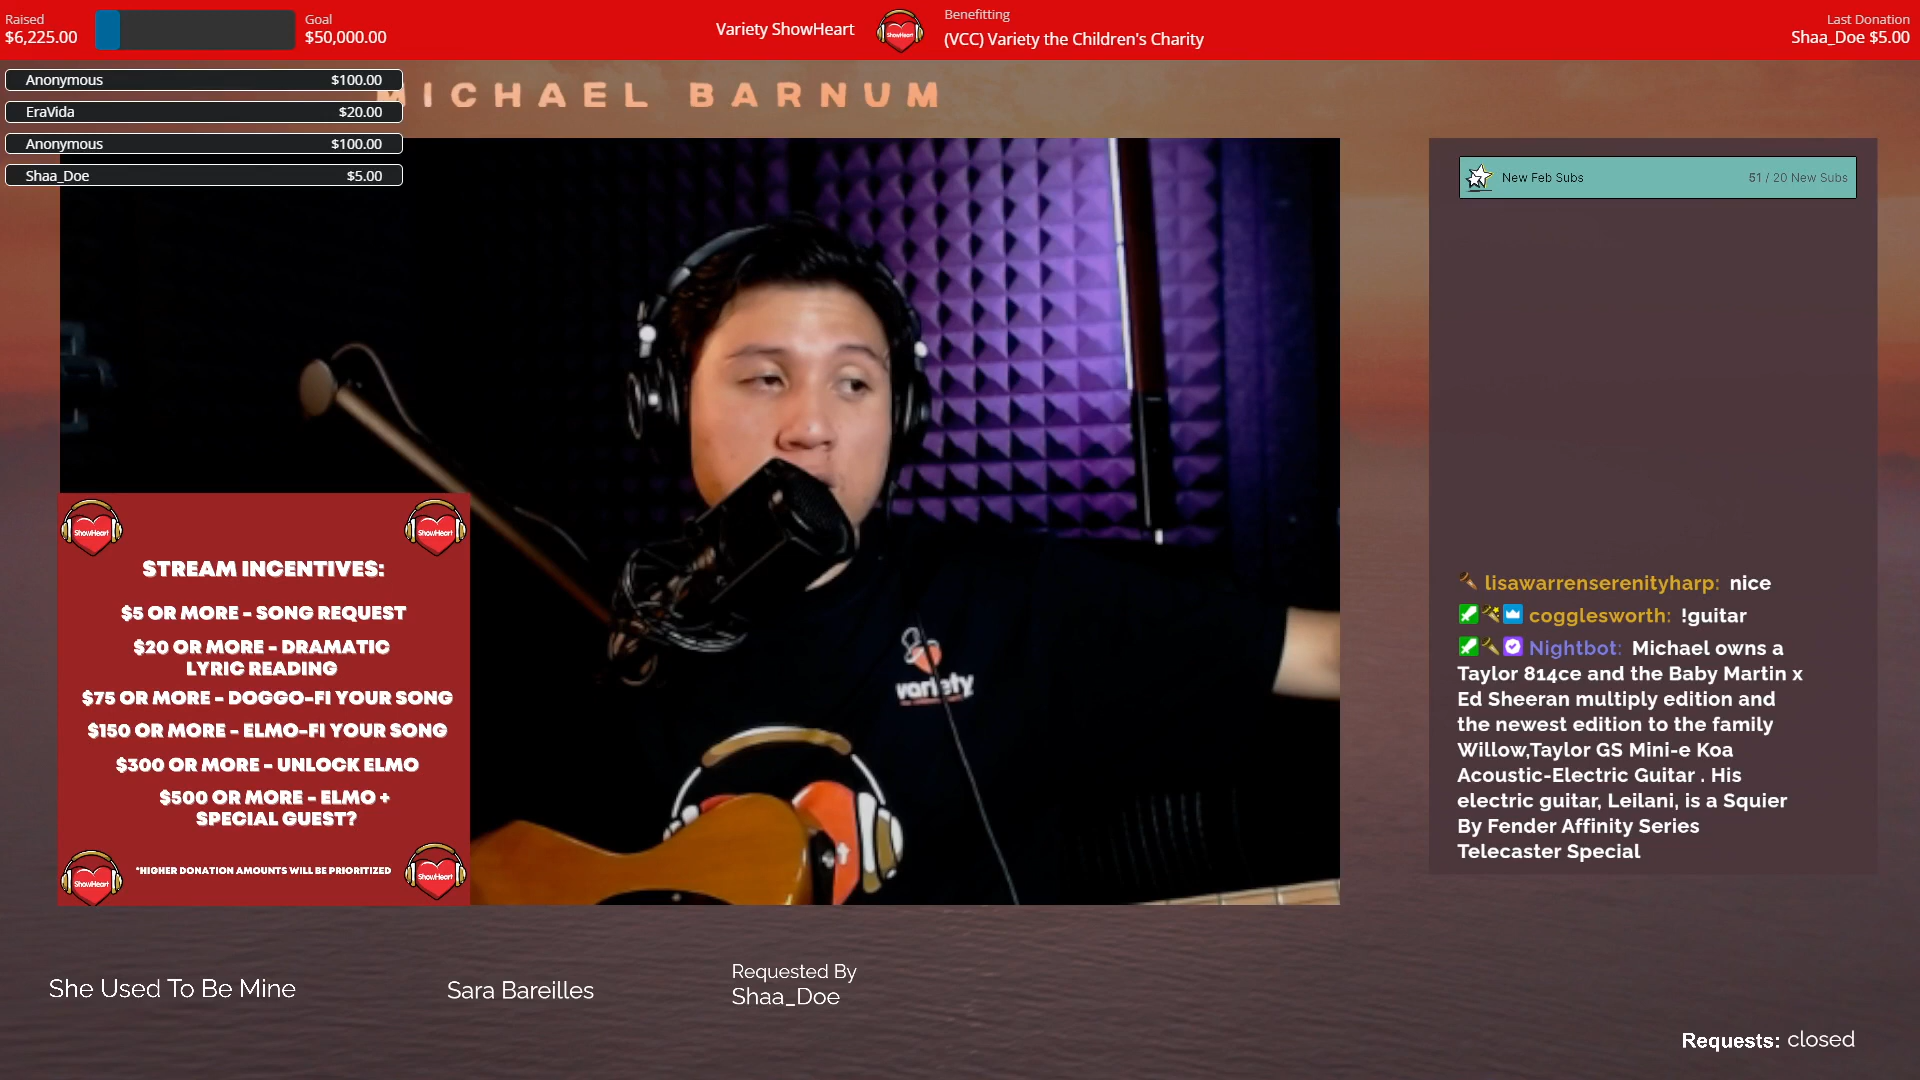 Raised
$6,225.00
Goal
$50,000.00
Variety ShowHeart
ShowHeart
Benefitting
(VCC) Variety the Children's Charity
Last Donation
Shaa_Doe $5.00
Anonymous $100.00
EraVida $20.00
Anonymous $100.00
Shaa_Doe $5.00
MICHAEL BARNUM
New Feb Subs 51 / 20 New Subs
variety
ShowHeart
ShowHeart
STREAM INCENTIVES:
$5 OR MORE - SONG REQUEST
$20 OR MORE - DRAMATIC
LYRIC READING
$75 OR MORE - DOGGO-FI YOUR SONG
$150 OR MORE - ELMO-FI YOUR SONG
$300 OR MORE - UNLOCK ELMO
$500 OR MORE - ELMO +
SPECIAL GUEST?
*HIGHER DONATION AMOUNTS WILL BE PRIORITIZED
ShowHeart
ShowHeart
lisawarrenserenityharp: nice
cogglesworth: !guitar
Nightbot: Michael owns a
Taylor 814ce and the Baby Martin x
Ed Sheeran multiply edition and
the newest edition to the family
Willow,Taylor GS Mini-e Koa
Acoustic-Electric Guitar . His
electric guitar, Leilani, is a Squier
By Fender Affinity Series
Telecaster Special
She Used To Be Mine
Sara Bareilles
Requested By
Shaa_Doe
Requests: closed